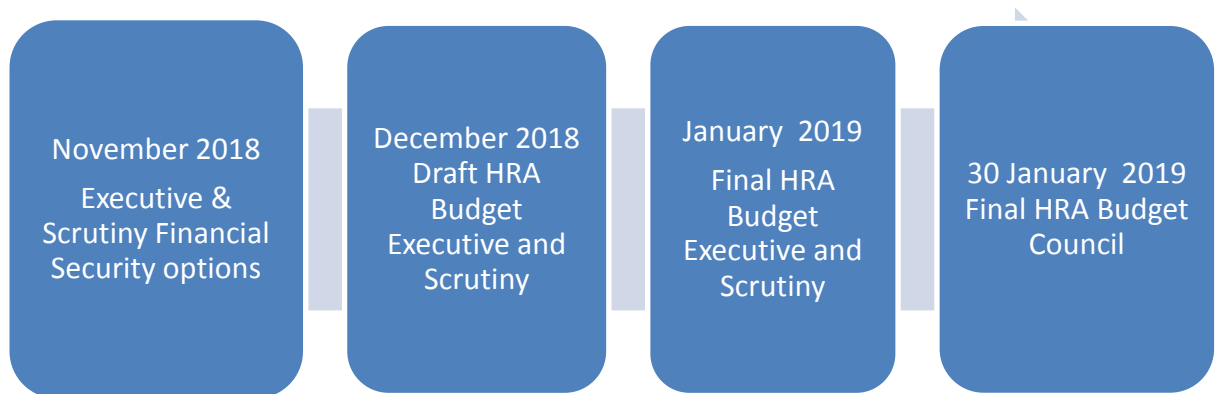 November 2018
Executive &
Scrutiny Financial
Security options
December 2018
Draft HRA
Budget
Executive and
Scrutiny
January  2019
Final HRA
Budget
Executive and
Scrutiny
30 January  2019
Final HRA Budget
Council